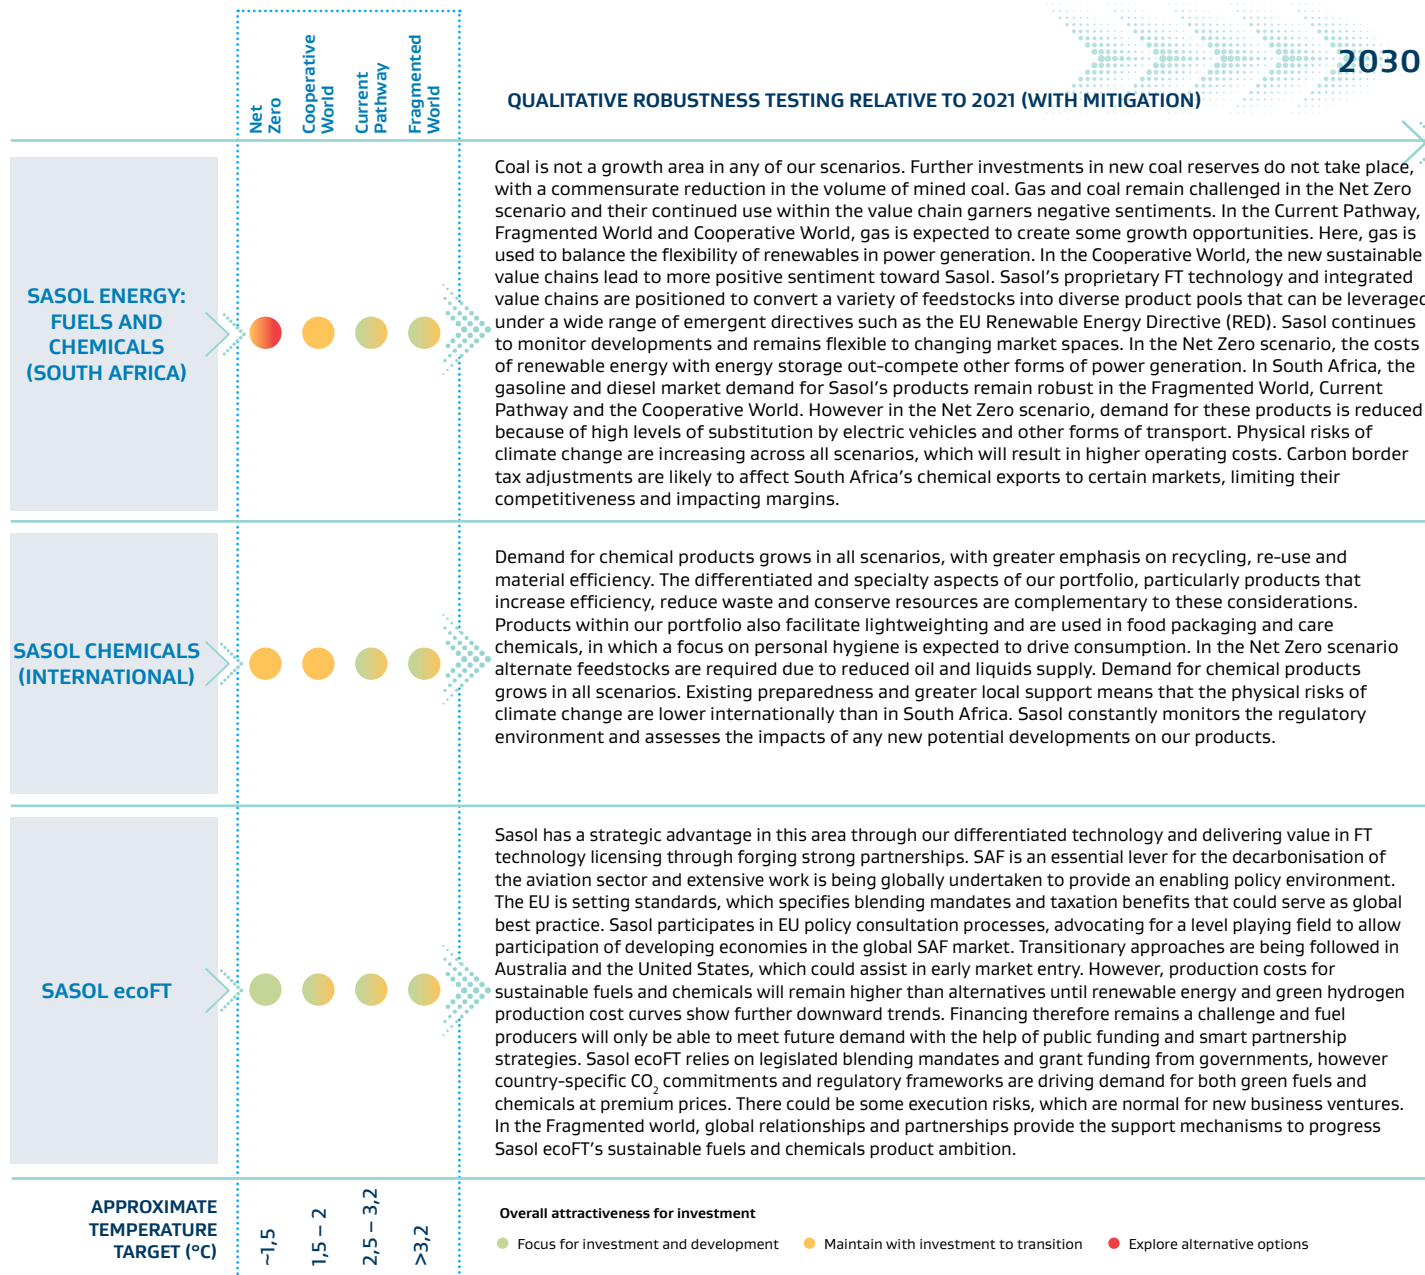 Net
Zero
Cooperative
World
Current
Pathway
Fragmented
World
2030
QUALITATIVE ROBUSTNESS TESTING RELATIVE TO 2021 (WITH MITIGATION)
SASOL ENERGY:
FUELS AND
CHEMICALS
(SOUTH AFRICA)
Coal is not a growth area in any of our scenarios. Further investments in new coal reserves do not take place,
with a commensurate reduction in the volume of mined coal. Gas and coal remain challenged in the Net Zero
scenario and their continued use within the value chain garners negative sentiments. In the Current Pathway,
Fragmented World and Cooperative World, gas is expected to create some growth opportunities. Here, gas is
used to balance the flexibility of renewables in power generation. In the Cooperative World, the new sustainable
value chains lead to more positive sentiment toward Sasol. Sasol's proprietary FT technology and integrated
value chains are positioned to convert a variety of feedstocks into diverse product pools that can be leveraged
under a wide range of emergent directives such as the EU Renewable Energy Directive (RED). Sasol continues
to monitor developments and remains flexible to changing market spaces. In the Net Zero scenario, the costs
of renewable energy with energy storage out-compete other forms of power generation. In South Africa, the
gasoline and diesel market demand for Sasol's products remain robust in the Fragmented World, Current
Pathway and the Cooperative World. However in the Net Zero scenario, demand for these products is reduced
because of high levels of substitution by electric vehicles and other forms of transport. Physical risks of
climate change are increasing across all scenarios, which will result in higher operating costs. Carbon border
tax adjustments are likely to affect South Africa's chemical exports to certain markets, limiting their
competitiveness and impacting margins.
SASOL CHEMICALS
(INTERNATIONAL)
Demand for chemical products grows in all scenarios, with greater emphasis on recycling, re-use and
material efficiency. The differentiated and specialty aspects of our portfolio, particularly products that
increase efficiency, reduce waste and conserve resources are complementary to these considerations.
Products within our portfolio also facilitate lightweighting and are used in food packaging and care
chemicals, in which a focus on personal hygiene is expected to drive consumption. In the Net Zero scenario
alternate feedstocks are required due to reduced oil and liquids supply. Demand for chemical products
grows in all scenarios. Existing preparedness and greater local support means that the physical risks of
climate change are lower internationally than in South Africa. Sasol constantly monitors the regulatory
environment and assesses the impacts of any new potential developments on our products.
SASOL ecoFT
Sasol has a strategic advantage in this area through our differentiated technology and delivering value in FT
technology licensing through forging strong partnerships. SAF is an essential lever for the decarbonisation of
the aviation sector and extensive work is being globally undertaken to provide an enabling policy environment.
The EU is setting standards, which specifies blending mandates and taxation benefits that could serve as global
best practice. Sasol participates in EU policy consultation processes, advocating for a level playing field to allow
participation of developing economies in the global SAF market. Transitionary approaches are being followed in
Australia and the United States, which could assist in early market entry. However, production costs for
sustainable fuels and chemicals will remain higher than alternatives until renewable energy and green hydrogen
production cost curves show further downward trends. Financing therefore remains a challenge and fuel
producers will only be able to meet future demand with the help of public funding and smart partnership
strategies. Sasol ecoFT relies on legislated blending mandates and grant funding from governments, however
country-specific CO₂ commitments and regulatory frameworks are driving demand for both green fuels and
chemicals at premium prices. There could be some execution risks, which are normal for new business ventures.
In the Fragmented world, global relationships and partnerships provide the support mechanisms to progress
Sasol ecoFT's sustainable fuels and chemicals product ambition.
APPROXIMATE
TEMPERATURE
TARGET (°C)
~1,5
1,5 – 2
2,5 – 3,2
>3,2
Overall attractiveness for investment
Focus for investment and development
Maintain with investment to transition
Explore alternative options